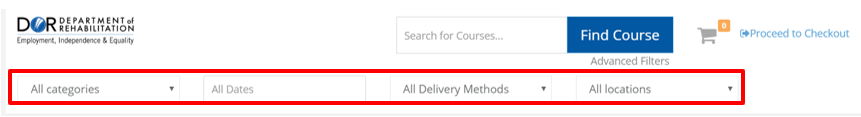 DOR DEPARTMENT of REHABILITATION
Employment, Independence & Equality
Search for Courses...
Find Course
0
Proceed to Checkout
Advanced Filters
All categories
All Dates
All Delivery Methods
All locations